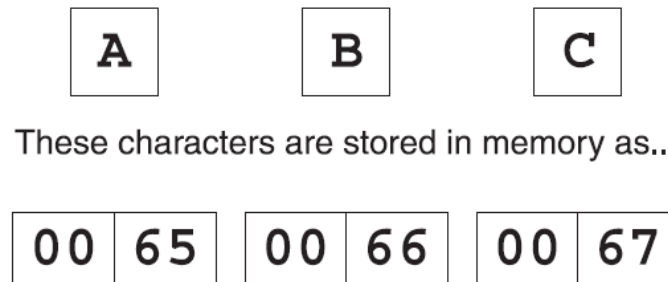 A B C
These characters are stored in memory as..
00 65 00 66 00 67